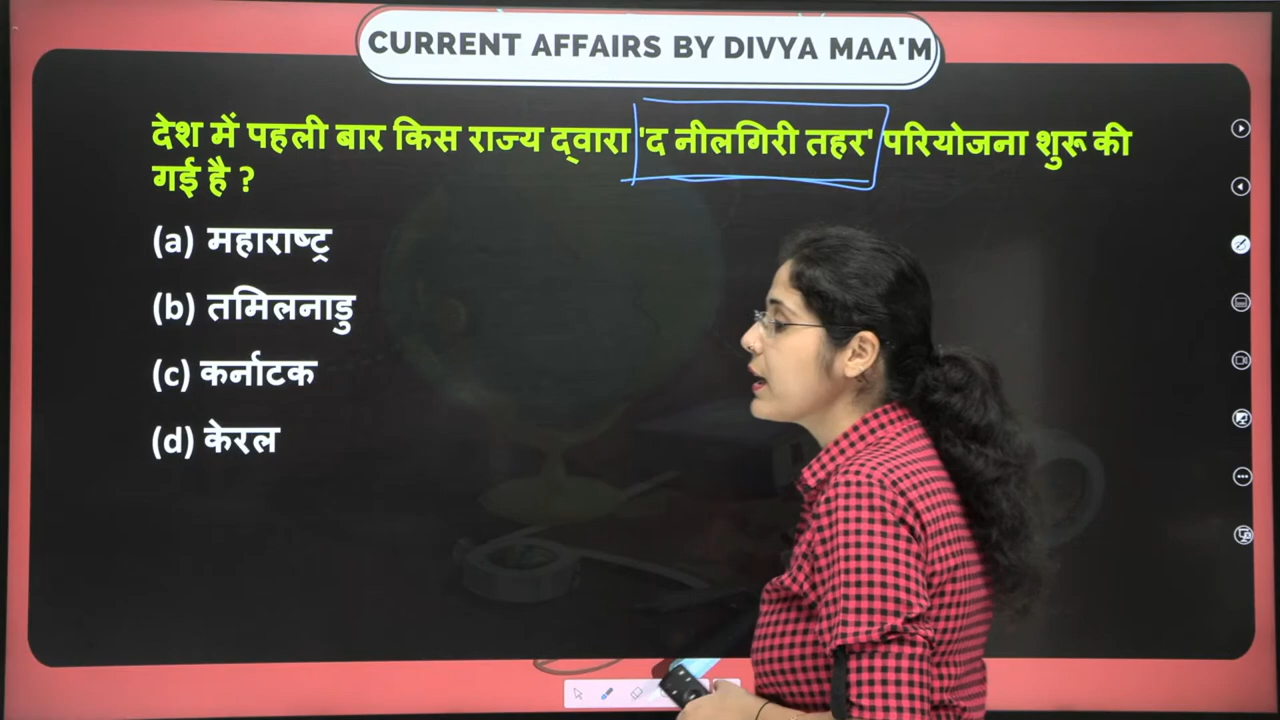 CURRENT AFFAIRS BY DIVYA MAA'M
देश में पहली बार किस राज्य द्वारा 'द नीलगिरी तहर' परियोजना शुरू की
गई है ?
(a) महाराष्ट्र
(b) तमिलनाडु
(c) कर्नाटक
(d) केरल